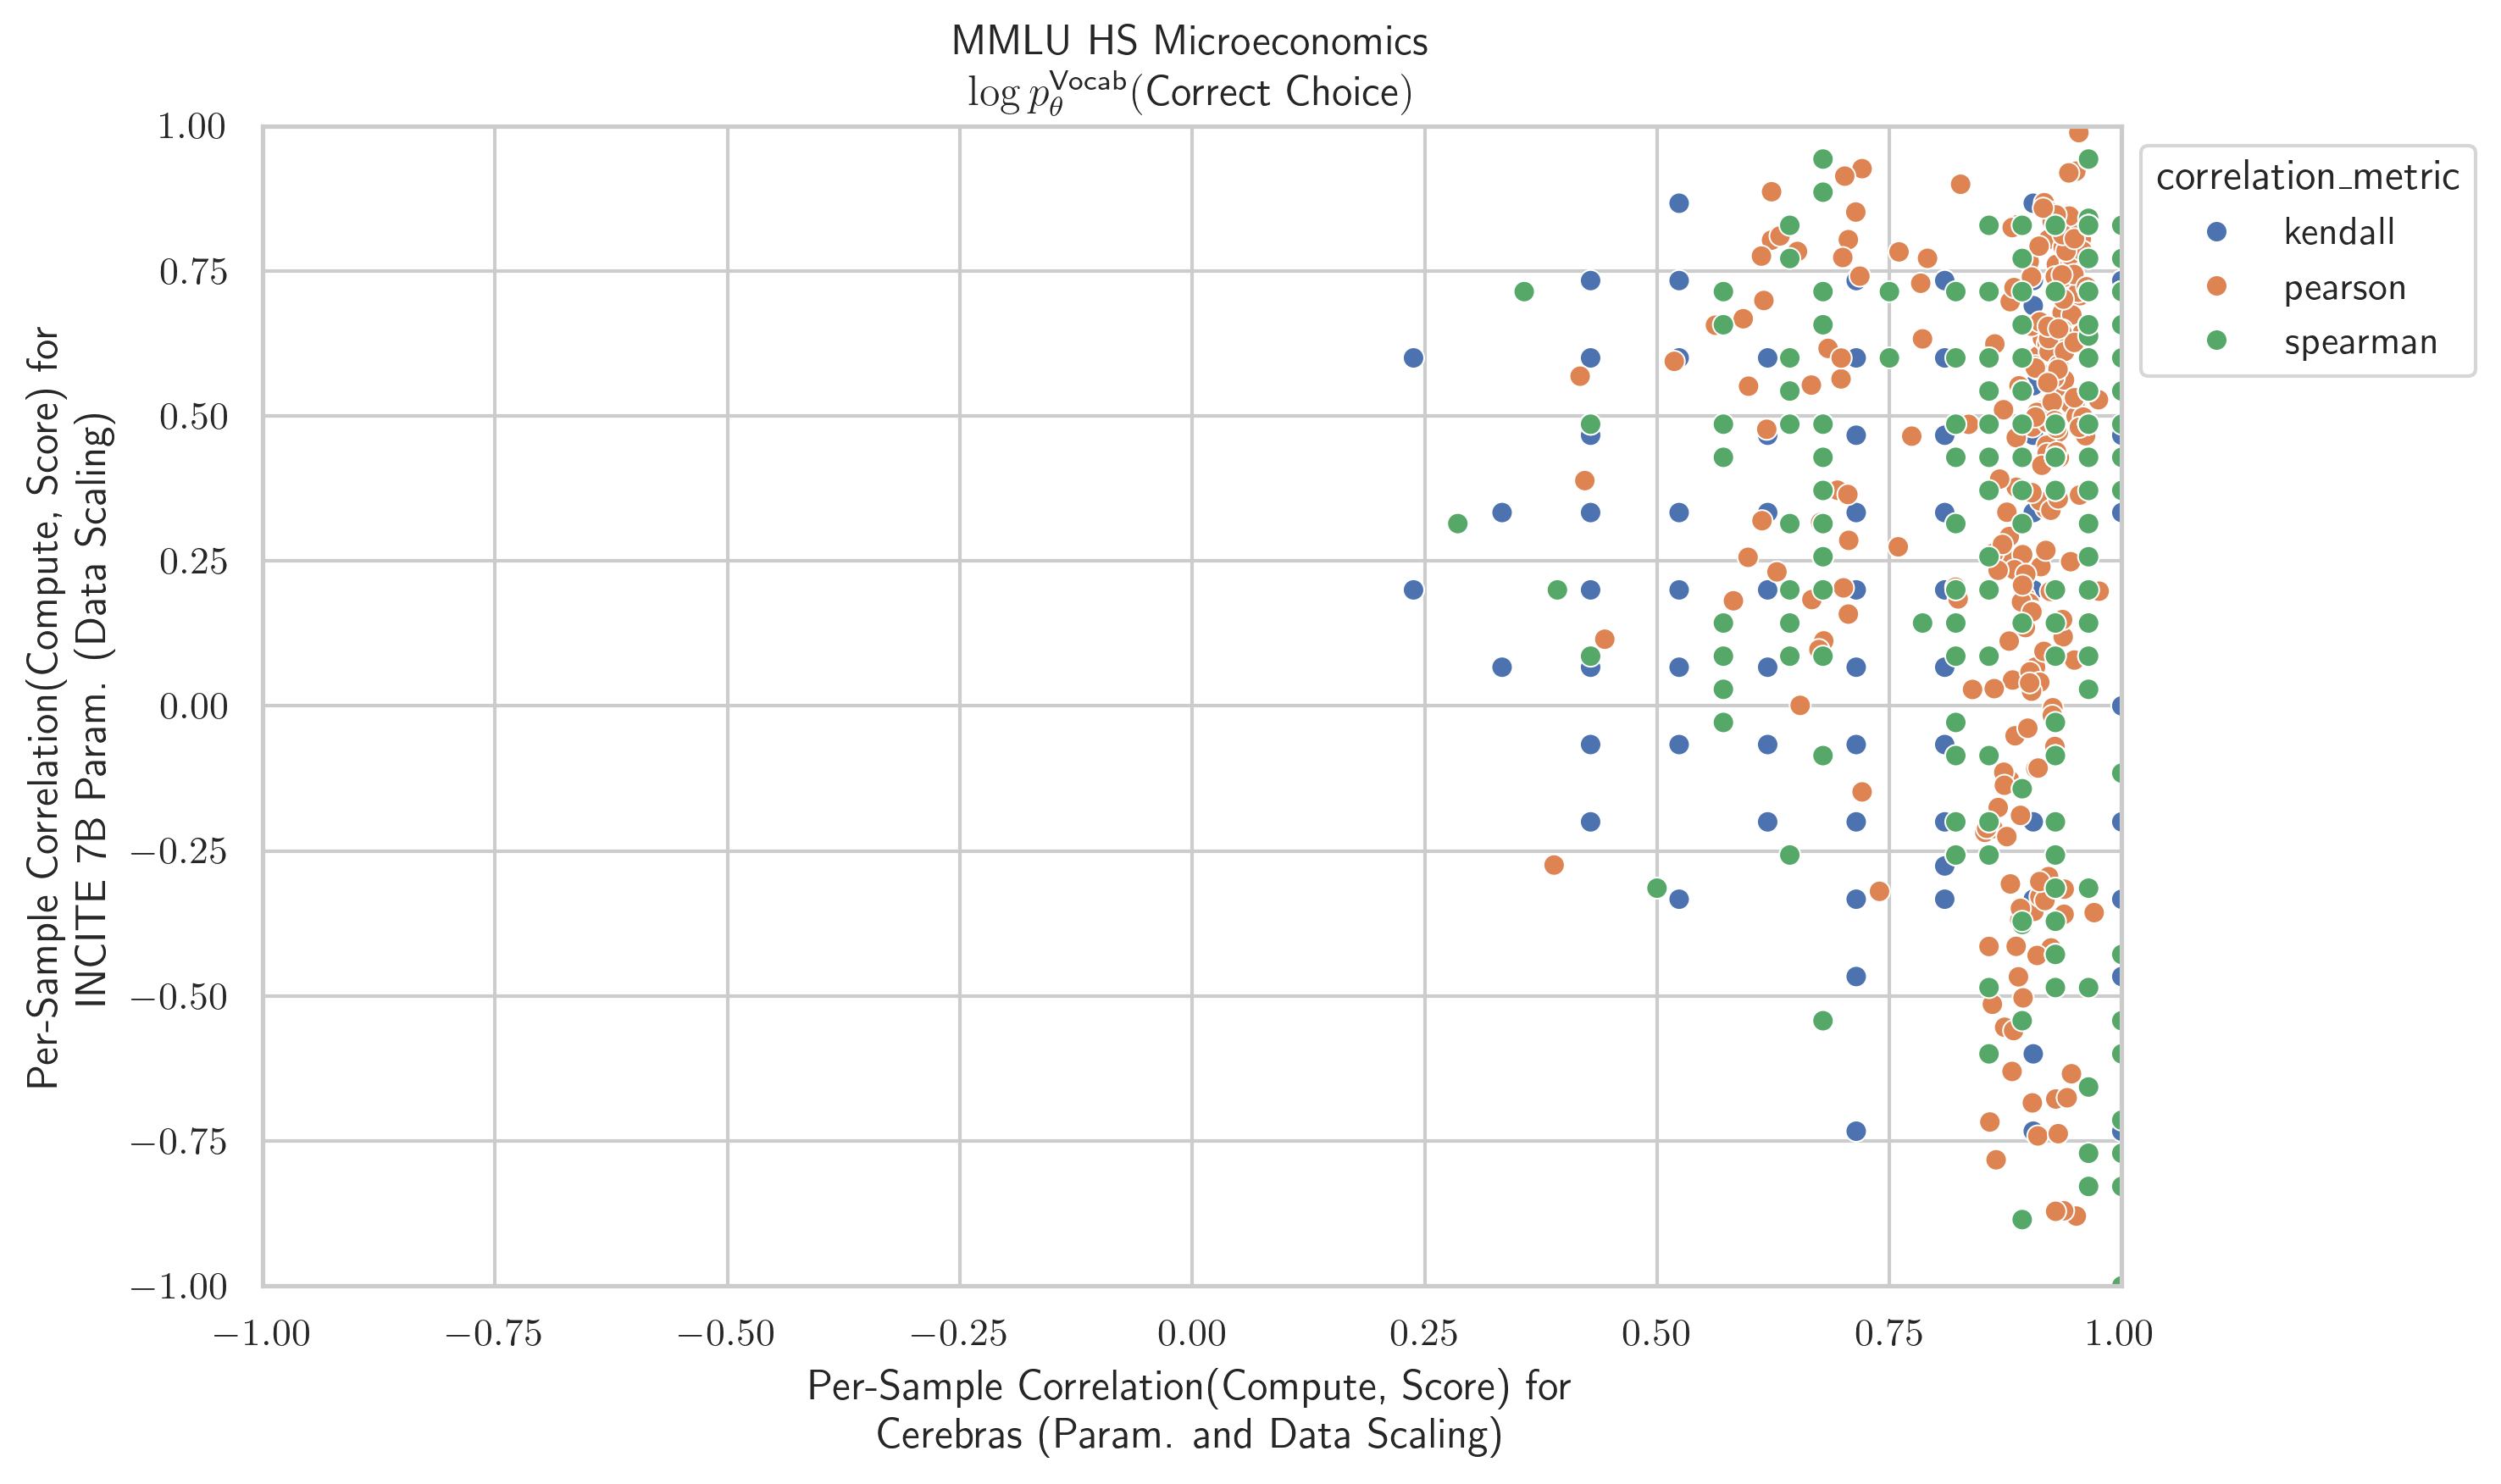 MMLU HS Microeconomics
log p_θ^Vocab(Correct Choice)
1.00
0.75
0.50
0.25
0.00
−0.25
−0.50
−0.75
−1.00
Per-Sample Correlation(Compute, Score) for
INCITE 7B Param. (Data Scaling)
correlation_metric
kendall
pearson
spearman
−1.00 −0.75 −0.50 −0.25 0.00 0.25 0.50 0.75 1.00
Per-Sample Correlation(Compute, Score) for
Cerebras (Param. and Data Scaling)